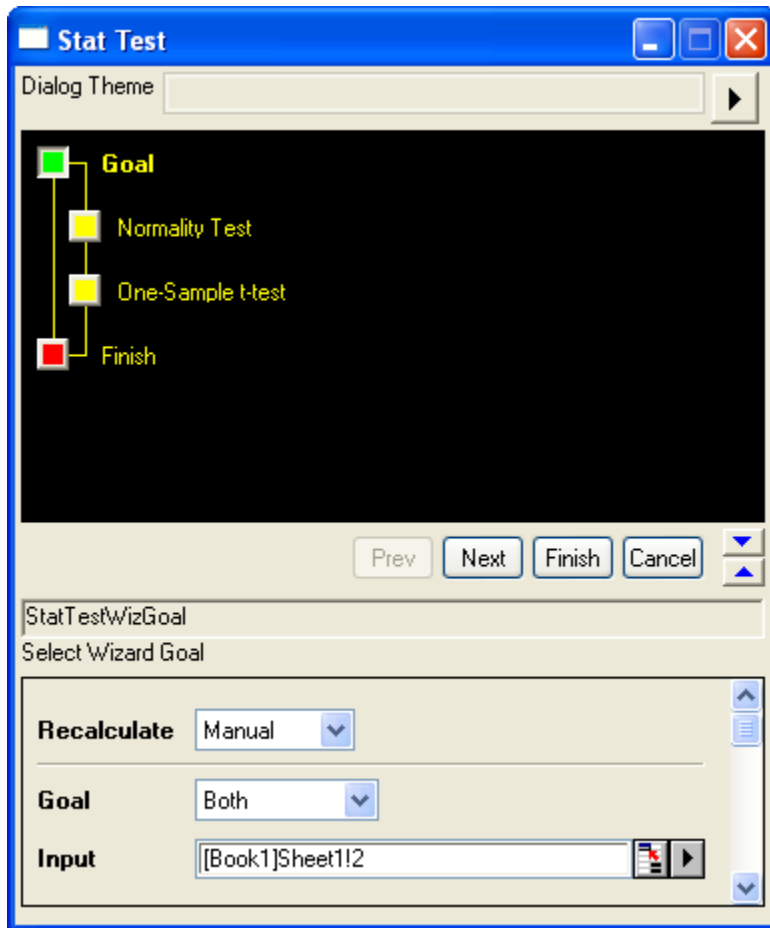 Stat Test
Dialog Theme
Goal
Normality Test
One-Sample t-test
Finish
Prev Next Finish Cancel
StatTestWizGoal
Select Wizard Goal
Recalculate Manual
Goal Both
Input [Book1]Sheet1!2